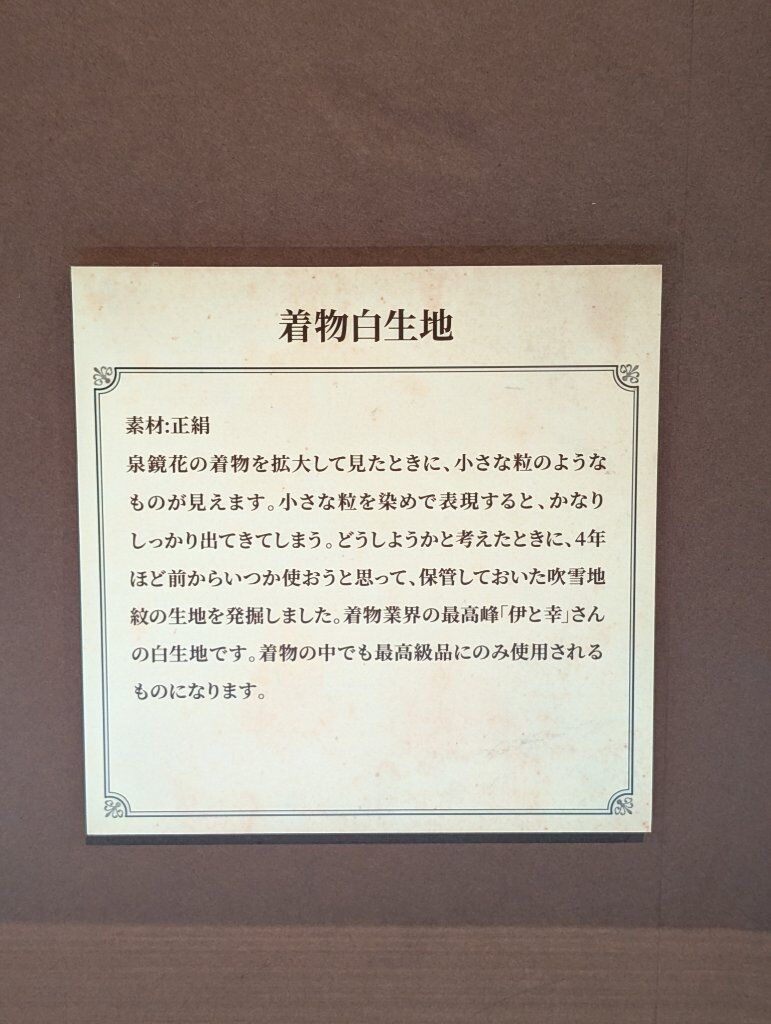 着物白生地
素材:正絹
泉鏡花の着物を拡大して見たときに、小さな粒のような
ものが見えます。小さな粒を染めで表現すると、かなり
しっかり出てきてしまう。どうしようかと考えたときに、4年
ほど前からいつか使おうと思って、保管しておいた吹雪地
紋の生地を発掘しました。着物業界の最高峰「伊と幸」さん
の白生地です。着物の中でも最高級品にのみ使用される
ものになります。